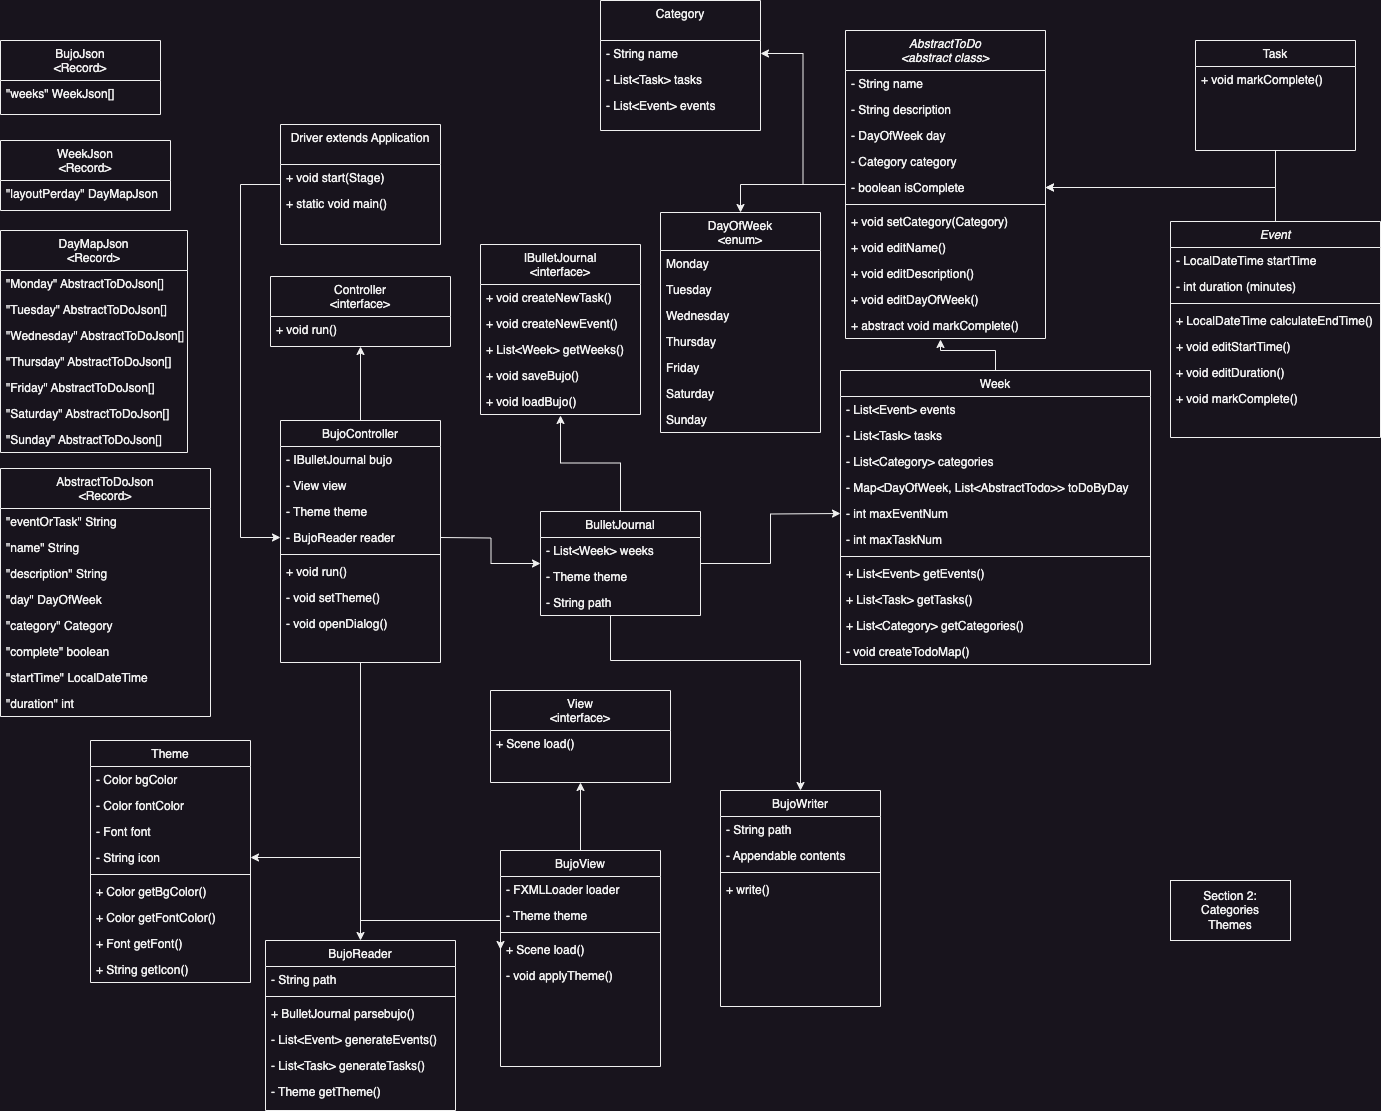 BujoJson
<Record>
"weeks" WeekJson[]
WeekJson
<Record>
"layoutPerday" DayMapJson
DayMapJson
<Record>
"Monday" AbstractToDoJson[]
"Tuesday" AbstractToDoJson[]
"Wednesday" AbstractToDoJson[]
"Thursday" AbstractToDoJson[]
"Friday" AbstractToDoJson[]
"Saturday" AbstractToDoJson[]
"Sunday" AbstractToDoJson[]
AbstractToDoJson
<Record>
"eventOrTask" String
"name" String
"description" String
"day" DayOfWeek
"category" Category
"complete" boolean
"startTime" LocalDateTime
"duration" int
Driver extends Application
+ void start(Stage)
+ static void main()
Controller
<interface>
+ void run()
BujoController
- IBulletJournal bujo
- View view
- Theme theme
- BujoReader reader
+ void run()
- void setTheme()
- void openDialog()
Category
- String name
- List<Task> tasks
- List<Event> events
IBulletJournal
<interface>
+ void createNewTask()
+ void createNewEvent()
+ List<Week> getWeeks()
+ void saveBujo()
+ void loadBujo()
DayOfWeek
<enum>
Monday
Tuesday
Wednesday
Thursday
Friday
Saturday
Sunday
AbstractToDo
<abstract class>
- String name
- String description
- DayOfWeek day
- Category category
- boolean isComplete
+ void setCategory(Category)
+ void editName()
+ void editDescription()
+ void editDayOfWeek()
+ abstract void markComplete()
Task
+ void markComplete()
Event
- LocalDateTime startTime
- int duration (minutes)
+ LocalDateTime calculateEndTime()
+ void editStartTime()
+ void editDuration()
+ void markComplete()
BulletJournal
- List<Week> weeks
- Theme theme
- String path
Week
- List<Event> events
- List<Task> tasks
- List<Category> categories
- Map<DayOfWeek, List<AbstractTodo>> toDoByDay
- int maxEventNum
- int maxTaskNum
+ List<Event> getEvents()
+ List<Task> getTasks()
+ List<Category> getCategories()
- void createTodoMap()
Theme
- Color bgColor
- Color fontColor
- Font font
- String icon
+ Color getBgColor()
+ Color getFontColor()
+ Font getFont()
+ String getIcon()
View
<interface>
+ Scene load()
BujoView
- FXMLLoader loader
- Theme theme
+ Scene load()
- void applyTheme()
BujoReader
- String path
+ BulletJournal parsebujo()
- List<Event> generateEvents()
- List<Task> generateTasks()
- Theme getTheme()
BujoWriter
- String path
- Appendable contents
+ write()
Section 2:
Categories
Themes